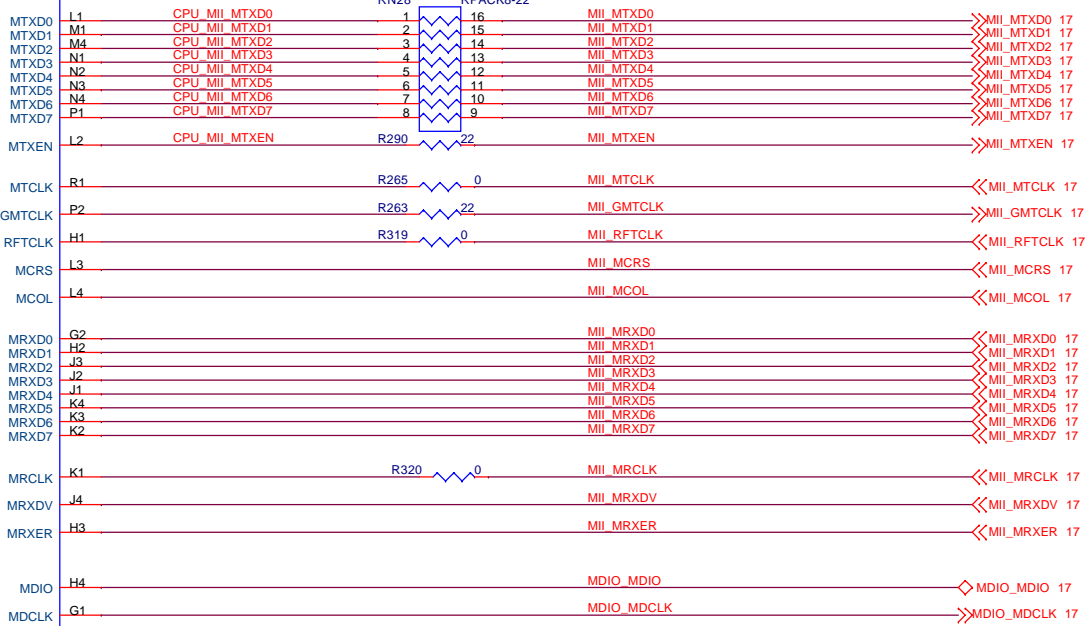 RN28 RPACK8-22
MTXD0 L1 CPU_MII_MTXD0 1 16 MII_MTXD0 MII_MTXD0 17
MTXD1 M1 CPU_MII_MTXD1 2 15 MII_MTXD1 MII_MTXD1 17
MTXD2 M4 CPU_MII_MTXD2 3 14 MII_MTXD2 MII_MTXD2 17
MTXD3 N1 CPU_MII_MTXD3 4 13 MII_MTXD3 MII_MTXD3 17
MTXD4 N2 CPU_MII_MTXD4 5 12 MII_MTXD4 MII_MTXD4 17
MTXD5 N3 CPU_MII_MTXD5 6 11 MII_MTXD5 MII_MTXD5 17
MTXD6 N4 CPU_MII_MTXD6 7 10 MII_MTXD6 MII_MTXD6 17
MTXD7 P1 CPU_MII_MTXD7 8 9 MII_MTXD7 MII_MTXD7 17
MTXEN L2 CPU_MII_MTXEN R290 22 MII_MTXEN MII_MTXEN 17
MTCLK R1 R265 0 MII_MTCLK MII_MTCLK 17
GMTCLK P2 R263 22 MII_GMTCLK MII_GMTCLK 17
RFTCLK H1 R319 0 MII_RFTCLK MII_RFTCLK 17
MCRS L3 MII_MCRS MII_MCRS 17
MCOL L4 MII_MCOL MII_MCOL 17
MRXD0 G2 MII_MRXD0 MII_MRXD0 17
MRXD1 H2 MII_MRXD1 MII_MRXD1 17
MRXD2 J3 MII_MRXD2 MII_MRXD2 17
MRXD3 J2 MII_MRXD3 MII_MRXD3 17
MRXD4 J1 MII_MRXD4 MII_MRXD4 17
MRXD5 K4 MII_MRXD5 MII_MRXD5 17
MRXD6 K3 MII_MRXD6 MII_MRXD6 17
MRXD7 K2 MII_MRXD7 MII_MRXD7 17
MRCLK K1 R320 0 MII_MRCLK MII_MRCLK 17
MRXDV J4 MII_MRXDV MII_MRXDV 17
MRXER H3 MII_MRXER MII_MRXER 17
MDIO H4 MDIO_MDIO MDIO_MDIO 17
MDCLK G1 MDIO_MDCLK MDIO_MDCLK 17